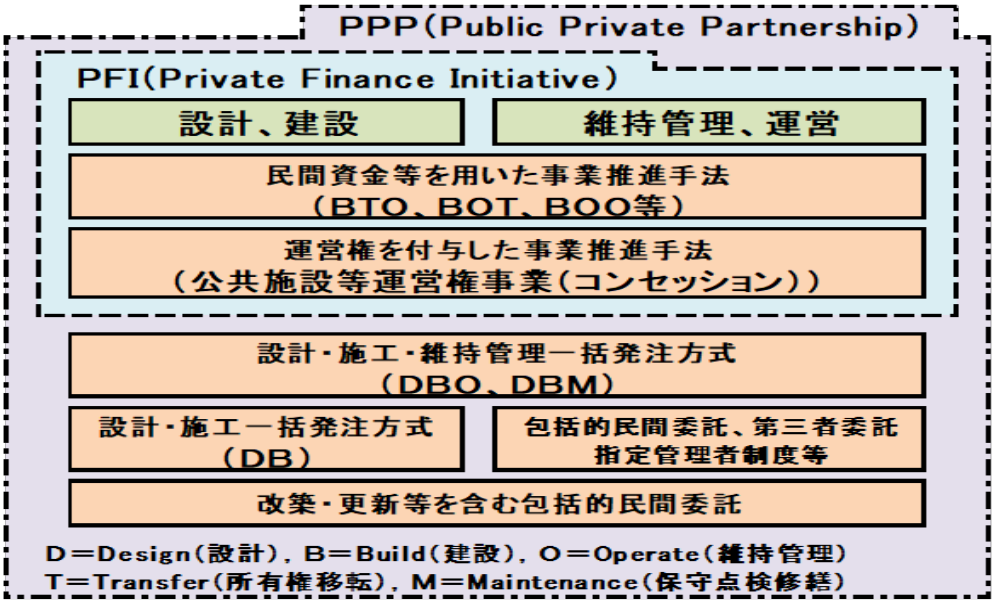 PPP(Public Private Partnership)
PFI(Private Finance Initiative)
設計、建設
維持管理、運営
民間資金等を用いた事業推進手法
(BTO、BOT、BOO等)
運営権を付与した事業推進手法
(公共施設等運営権事業(コンセッション))
設計・施工・維持管理一括発注方式
(DBO、DBM)
設計・施工一括発注方式
(DB)
包括的民間委託、第三者委託
指定管理者制度等
改築・更新等を含む包括的民間委託
D=Design(設計), B=Build(建設), O=Operate(維持管理)
T=Transfer(所有権移転), M=Maintenance(保守点検修繕)